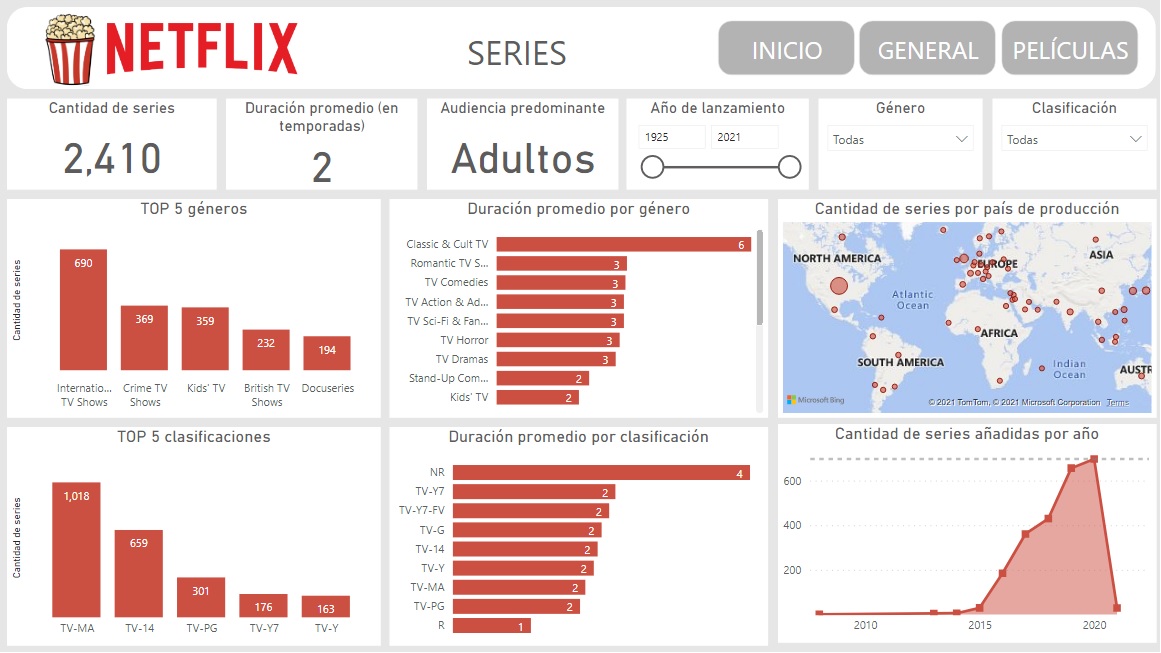 NETFLIX
SERIES
INICIO
GENERAL
PELÍCULAS
Cantidad de series
2,410
Duración promedio (en
temporadas)
2
Audiencia predominante
Adultos
Año de lanzamiento
1925
2021
Género
Todas
Clasificación
Todas
TOP 5 géneros
Cantidad de series
690
369
359
232
194
Internatio...
TV Shows
Crime TV
Shows
Kids' TV
British TV
Shows
Docuseries
Duración promedio por género
Classic & Cult TV
6
Romantic TV S...
3
TV Comedies
3
TV Action & Ad...
3
TV Sci-Fi & Fan...
3
TV Horror
3
TV Dramas
3
Stand-Up Com...
2
Kids' TV
2
Cantidad de series por país de producción
NORTH AMERICA
EUROPE
ASIA
Atlantic
Ocean
AFRICA
SOUTH AMERICA
Indian
Ocean
AUSTR
Microsoft Bing
© 2021 TomTom, © 2021 Microsoft Corporation Terms
TOP 5 clasificaciones
Cantidad de series
1,018
659
301
176
163
TV-MA
TV-14
TV-PG
TV-Y7
TV-Y
Duración promedio por clasificación
NR
4
TV-Y7
2
TV-Y7-FV
2
TV-G
2
TV-14
2
TV-Y
2
TV-MA
2
TV-PG
2
R
1
Cantidad de series añadidas por año
600
400
200
2010
2015
2020